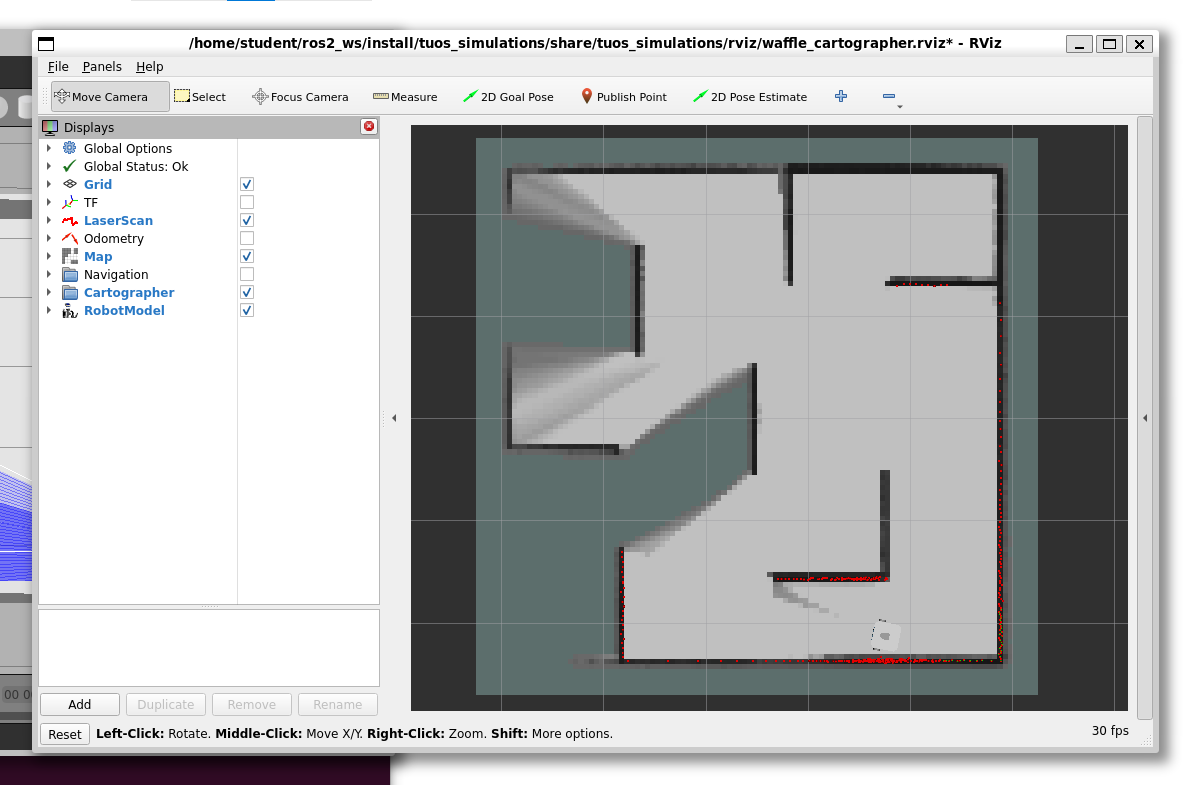 /home/student/ros2_ws/install/tuos_simulations/share/tuos_simulations/rviz/waffle_cartographer.rviz* - RViz
File Panels Help
Move Camera Select Focus Camera Measure 2D Goal Pose Publish Point 2D Pose Estimate
Displays
Global Options
Global Status: Ok
Grid
TF
LaserScan
Odometry
Map
Navigation
Cartographer
RobotModel
00 0
Add Duplicate Remove Rename
Reset Left-Click: Rotate. Middle-Click: Move X/Y. Right-Click: Zoom. Shift: More options. 30 fps